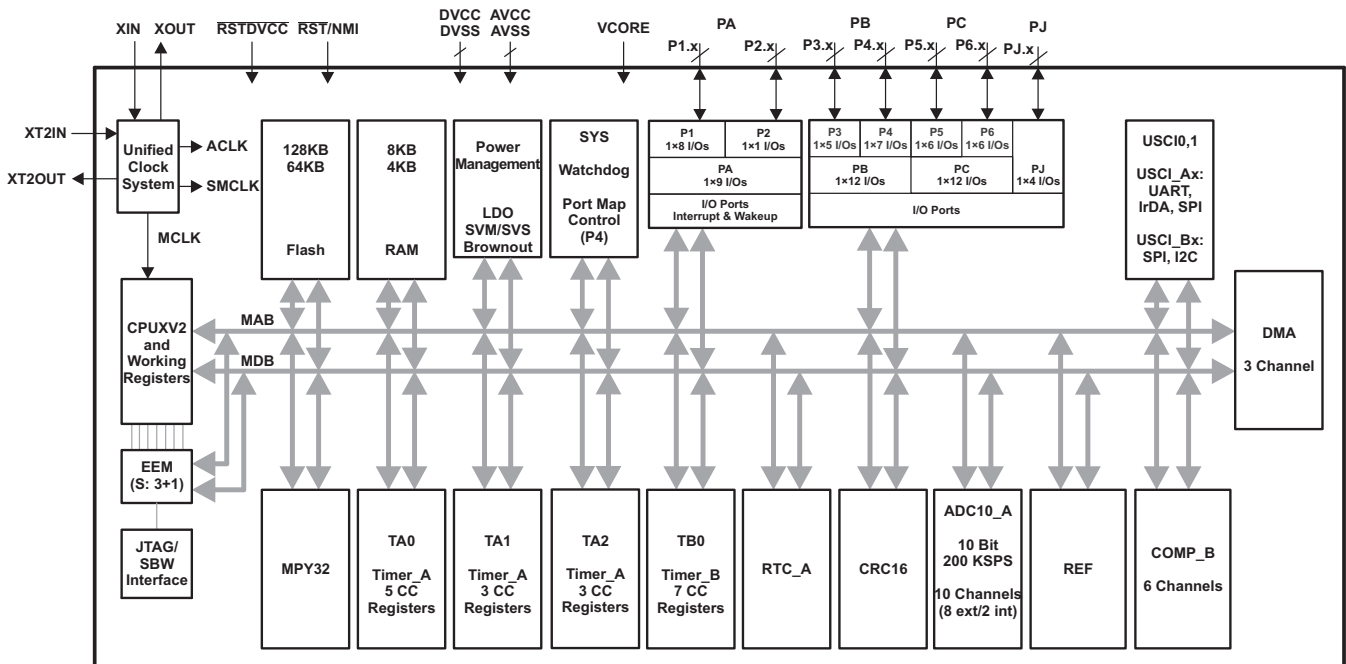 XIN
XOUT
RSTDVCC
RST/NMI
DVCC
DVSS
AVCC
AVSS
VCORE
PA
P1.x
P2.x
PB
P3.x
P4.x
PC
P5.x
P6.x
PJ
PJ.x
XT2IN
XT2OUT
Unified
Clock
System
ACLK
SMCLK
MCLK
128KB
64KB
Flash
8KB
4KB
RAM
Power
Management
LDO
SVM/SVS
Brownout
SYS
Watchdog
Port Map
Control
(P4)
P1
1×8 I/Os
P2
1×1 I/Os
PA
1×9 I/Os
I/O Ports
Interrupt & Wakeup
P3
1×5 I/Os
P4
1×7 I/Os
P5
1×6 I/Os
P6
1×6 I/Os
PB
1×12 I/Os
PC
1×12 I/Os
PJ
1×4 I/Os
I/O Ports
USCI0,1
USCI_Ax:
UART,
IrDA, SPI
USCI_Bx:
SPI, I2C
CPUXV2
and
Working
Registers
MAB
MDB
DMA
3 Channel
EEM
(S: 3+1)
JTAG/
SBW
Interface
MPY32
TA0
Timer_A
5 CC
Registers
TA1
Timer_A
3 CC
Registers
TA2
Timer_A
3 CC
Registers
TB0
Timer_B
7 CC
Registers
RTC_A
CRC16
ADC10_A
10 Bit
200 KSPS
10 Channels
(8 ext/2 int)
REF
COMP_B
6 Channels